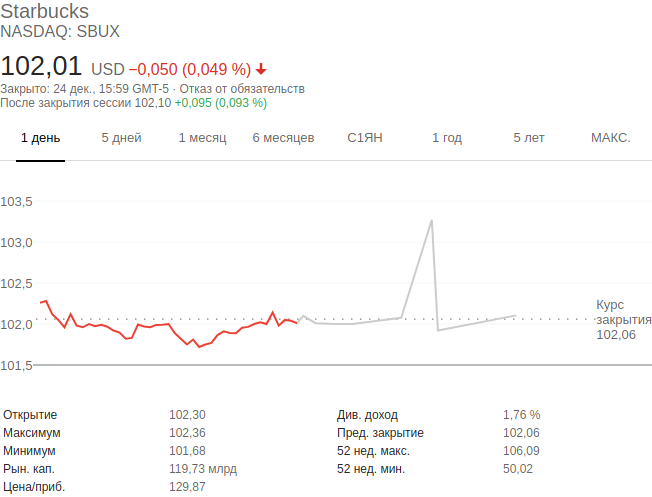 Starbucks
NASDAQ: SBUX
102,01 USD −0,050 (0,049 %)
Закрыто: 24 дек., 15:59 GMT-5 · Отказ от обязательств
После закрытия сессии 102,10 +0,095 (0,093 %)
1 день 5 дней 1 месяц 6 месяцев С1ЯН 1 год 5 лет МАКС.
103,5
103,0
102,5
102,0
101,5
Курс
закрытия
102,06
Открытие 102,30 Див. доход 1,76 %
Максимум 102,36 Пред. закрытие 102,06
Минимум 101,68 52 нед. макс. 106,09
Рын. кап. 119,73 млрд 52 нед. мин. 50,02
Цена/приб. 129,87